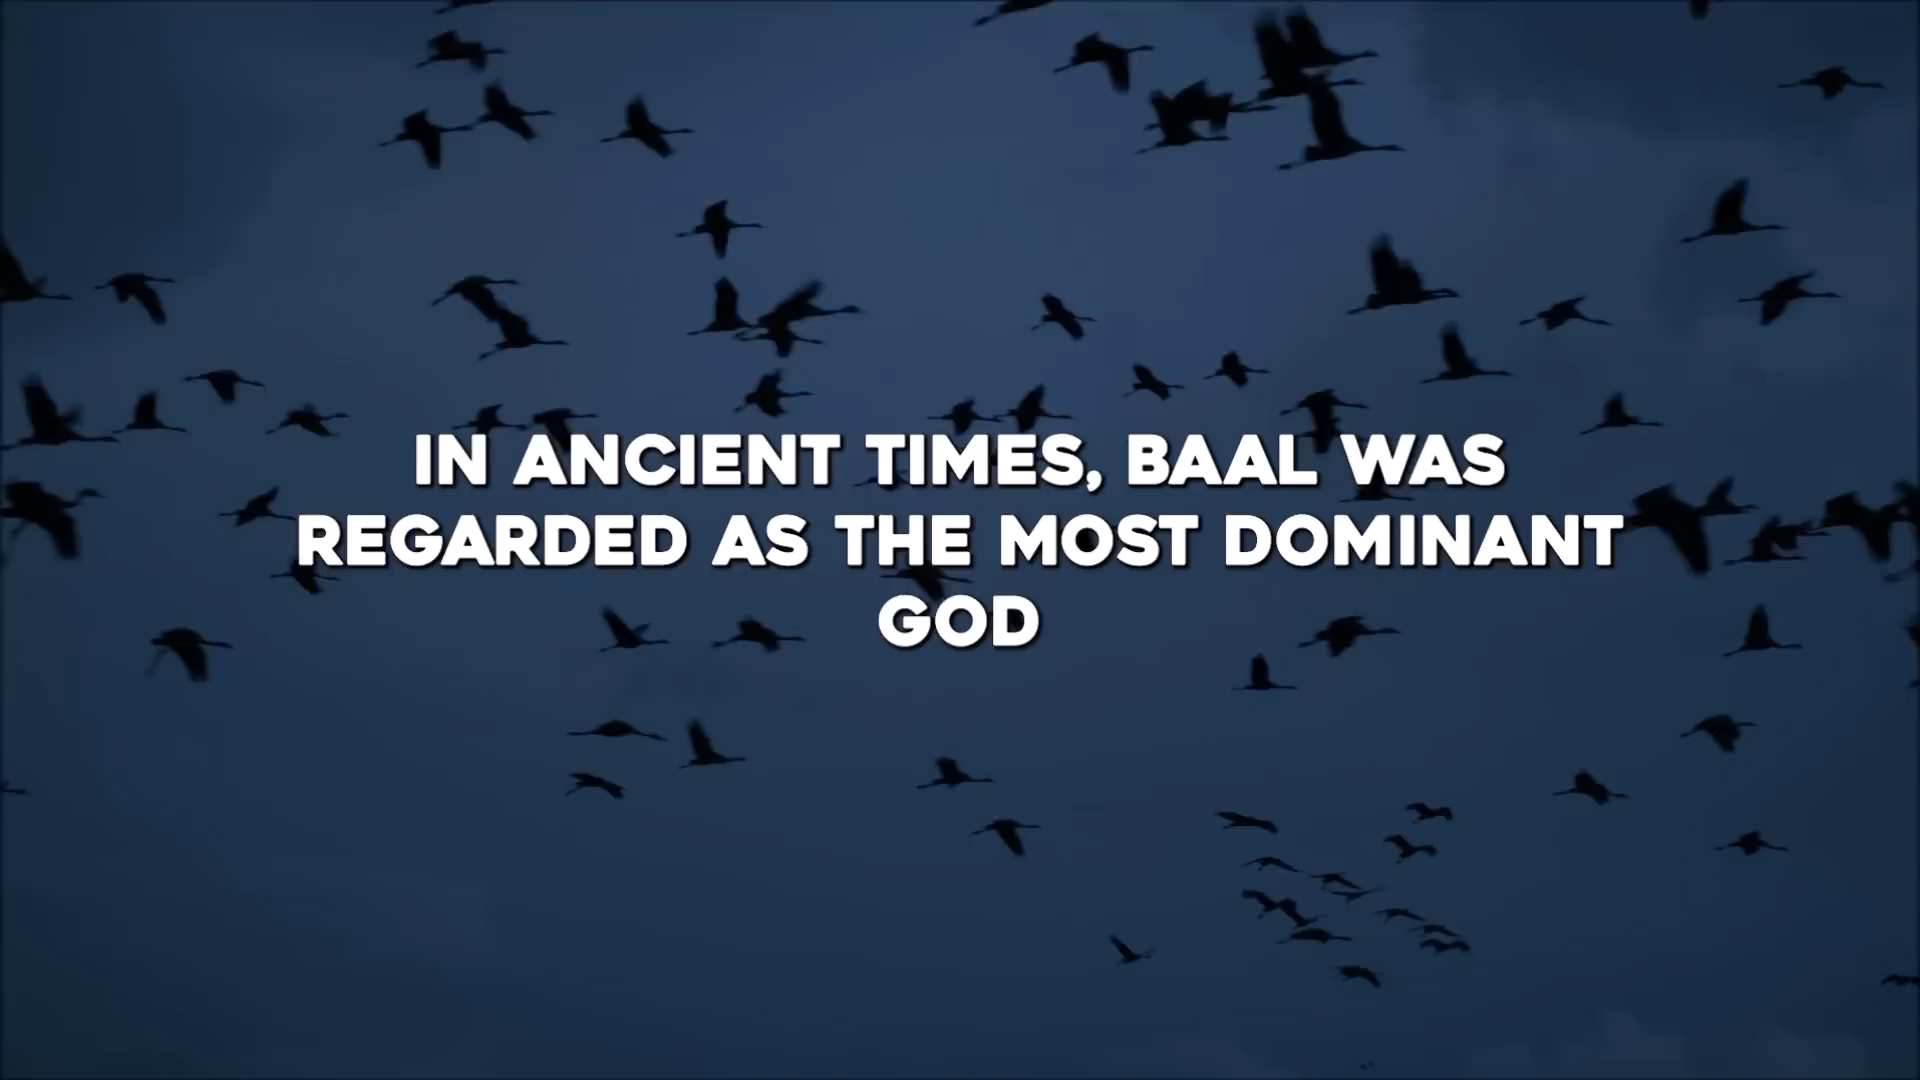 IN ANCIENT TIMES, BAAL WAS
REGARDED AS THE MOST DOMINANT
GOD